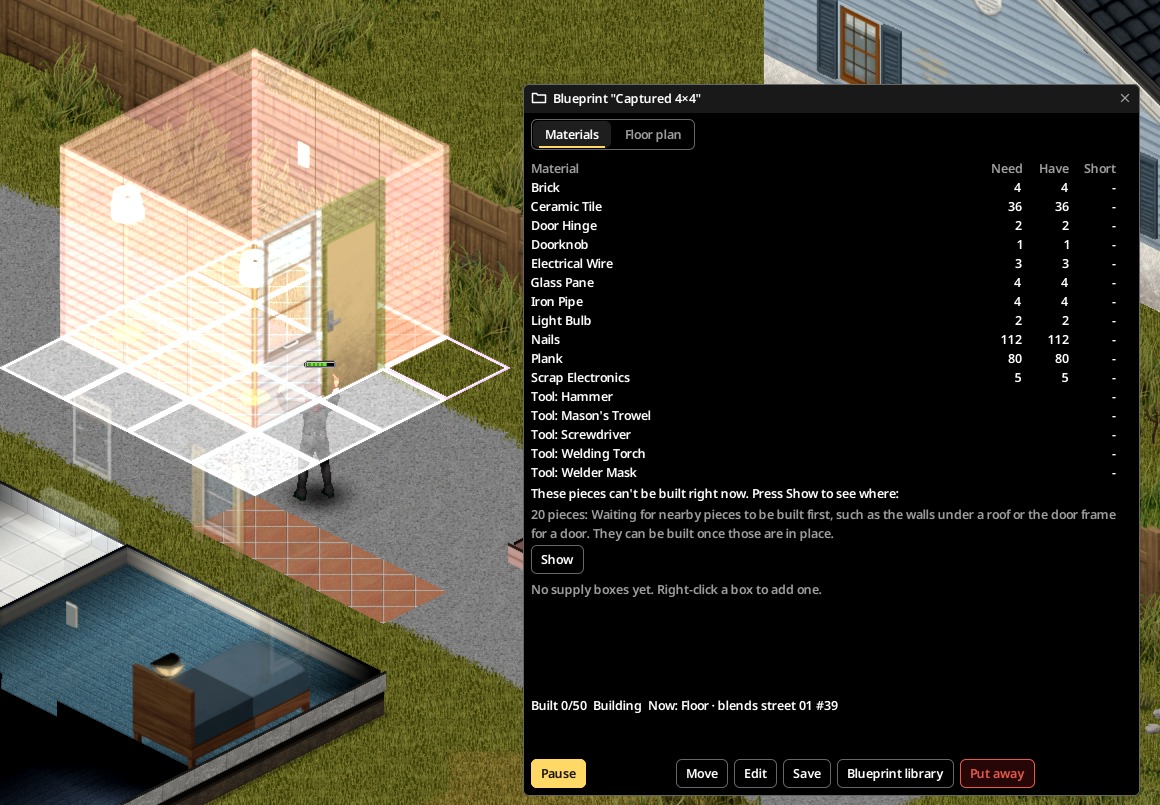 Blueprint "Captured 4×4"
Materials Floor plan
Material Need Have Short
Brick 4 4 -
Ceramic Tile 36 36 -
Door Hinge 2 2 -
Doorknob 1 1 -
Electrical Wire 3 3 -
Glass Pane 4 4 -
Iron Pipe 4 4 -
Light Bulb 2 2 -
Nails 112 112 -
Plank 80 80 -
Scrap Electronics 5 5 -
Tool: Hammer -
Tool: Mason's Trowel -
Tool: Screwdriver -
Tool: Welding Torch -
Tool: Welder Mask -
These pieces can't be built right now. Press Show to see where:
20 pieces: Waiting for nearby pieces to be built first, such as the walls under a roof or the door frame
for a door. They can be built once those are in place.
Show
No supply boxes yet. Right-click a box to add one.
Built 0/50 Building Now: Floor · blends street 01 #39
Pause Move Edit Save Blueprint library Put away